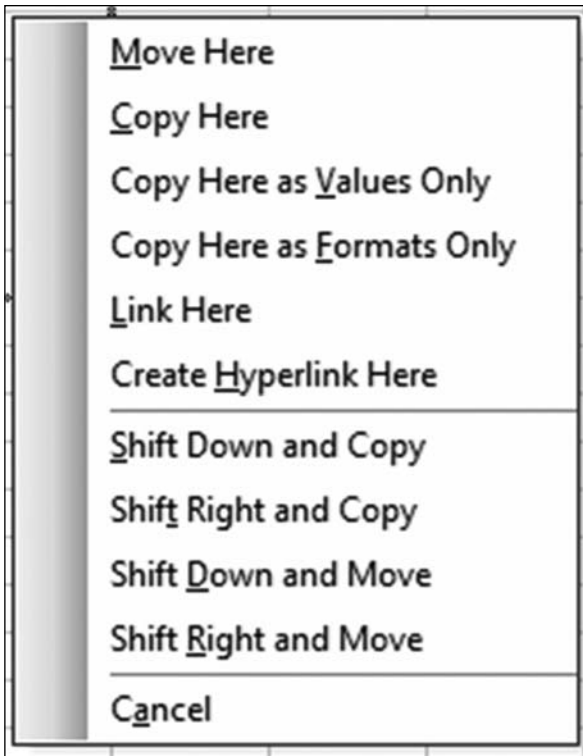 Move Here
Copy Here
Copy Here as Values Only
Copy Here as Formats Only
Link Here
Create Hyperlink Here
Shift Down and Copy
Shift Right and Copy
Shift Down and Move
Shift Right and Move
Cancel